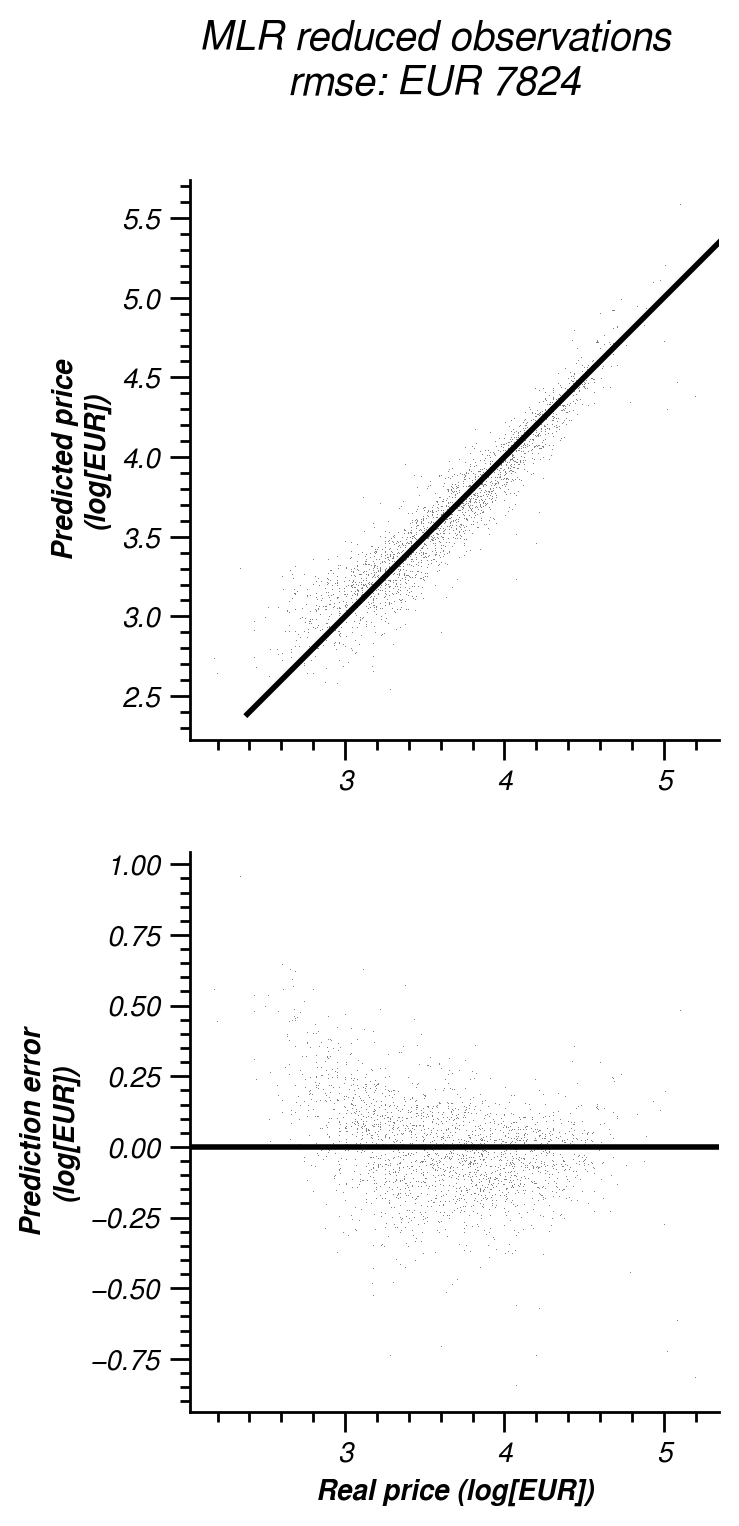 MLR reduced observations
rmse: EUR 7824
Predicted price
(log[EUR])
5.5
5.0
4.5
4.0
3.5
3.0
2.5
3 4 5
Prediction error
(log[EUR])
1.00
0.75
0.50
0.25
0.00
−0.25
−0.50
−0.75
3 4 5
Real price (log[EUR])